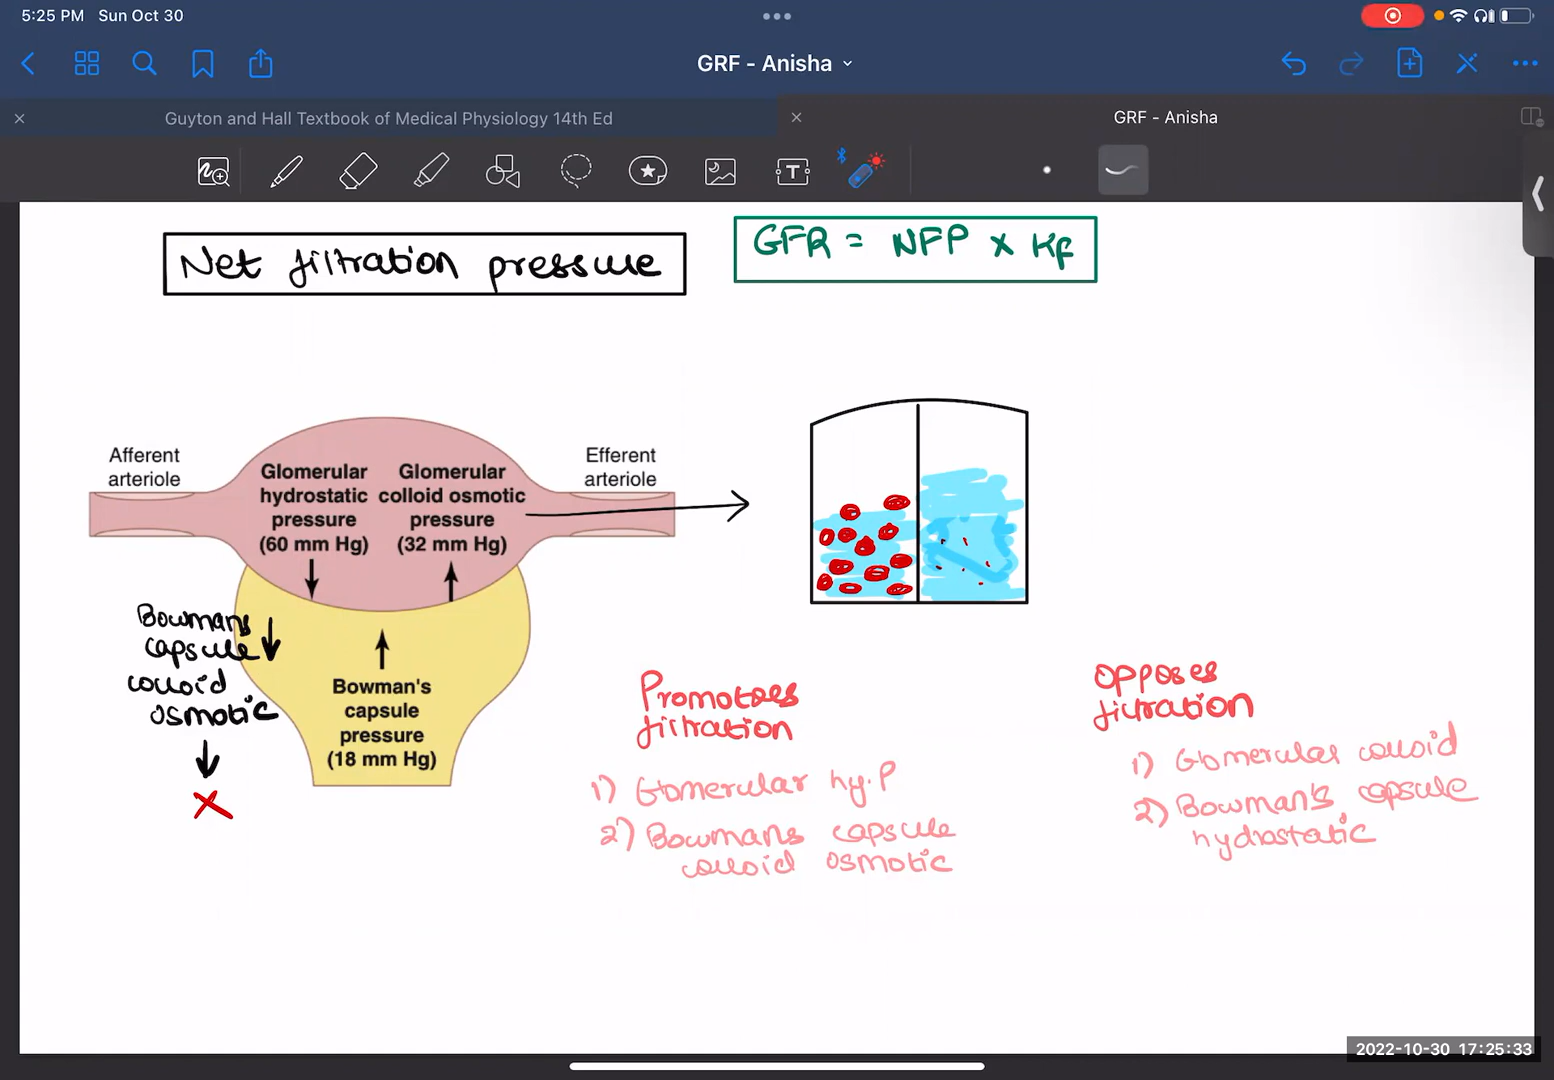 5:25 PM Sun Oct 30
GRF - Anisha
Guyton and Hall Textbook of Medical Physiology 14th Ed
GRF - Anisha
T
Net filtration pressure
GFR = NFP x Kf
Afferent
arteriole
Glomerular
hydrostatic
pressure
(60 mm Hg)
Glomerular
colloid osmotic
pressure
(32 mm Hg)
Efferent
arteriole
Bowmans
capsule
colloid
osmotic
Bowman's
capsule
pressure
(18 mm Hg)
Promotoes
filtration
1) Glomerular hy.P
2) Bowmans capsule
colloid osmotic
Opposes
filtration
1) Glomerular colloid
2) Bowman's capsule
hydrostatic
2022-10-30 17:25:33